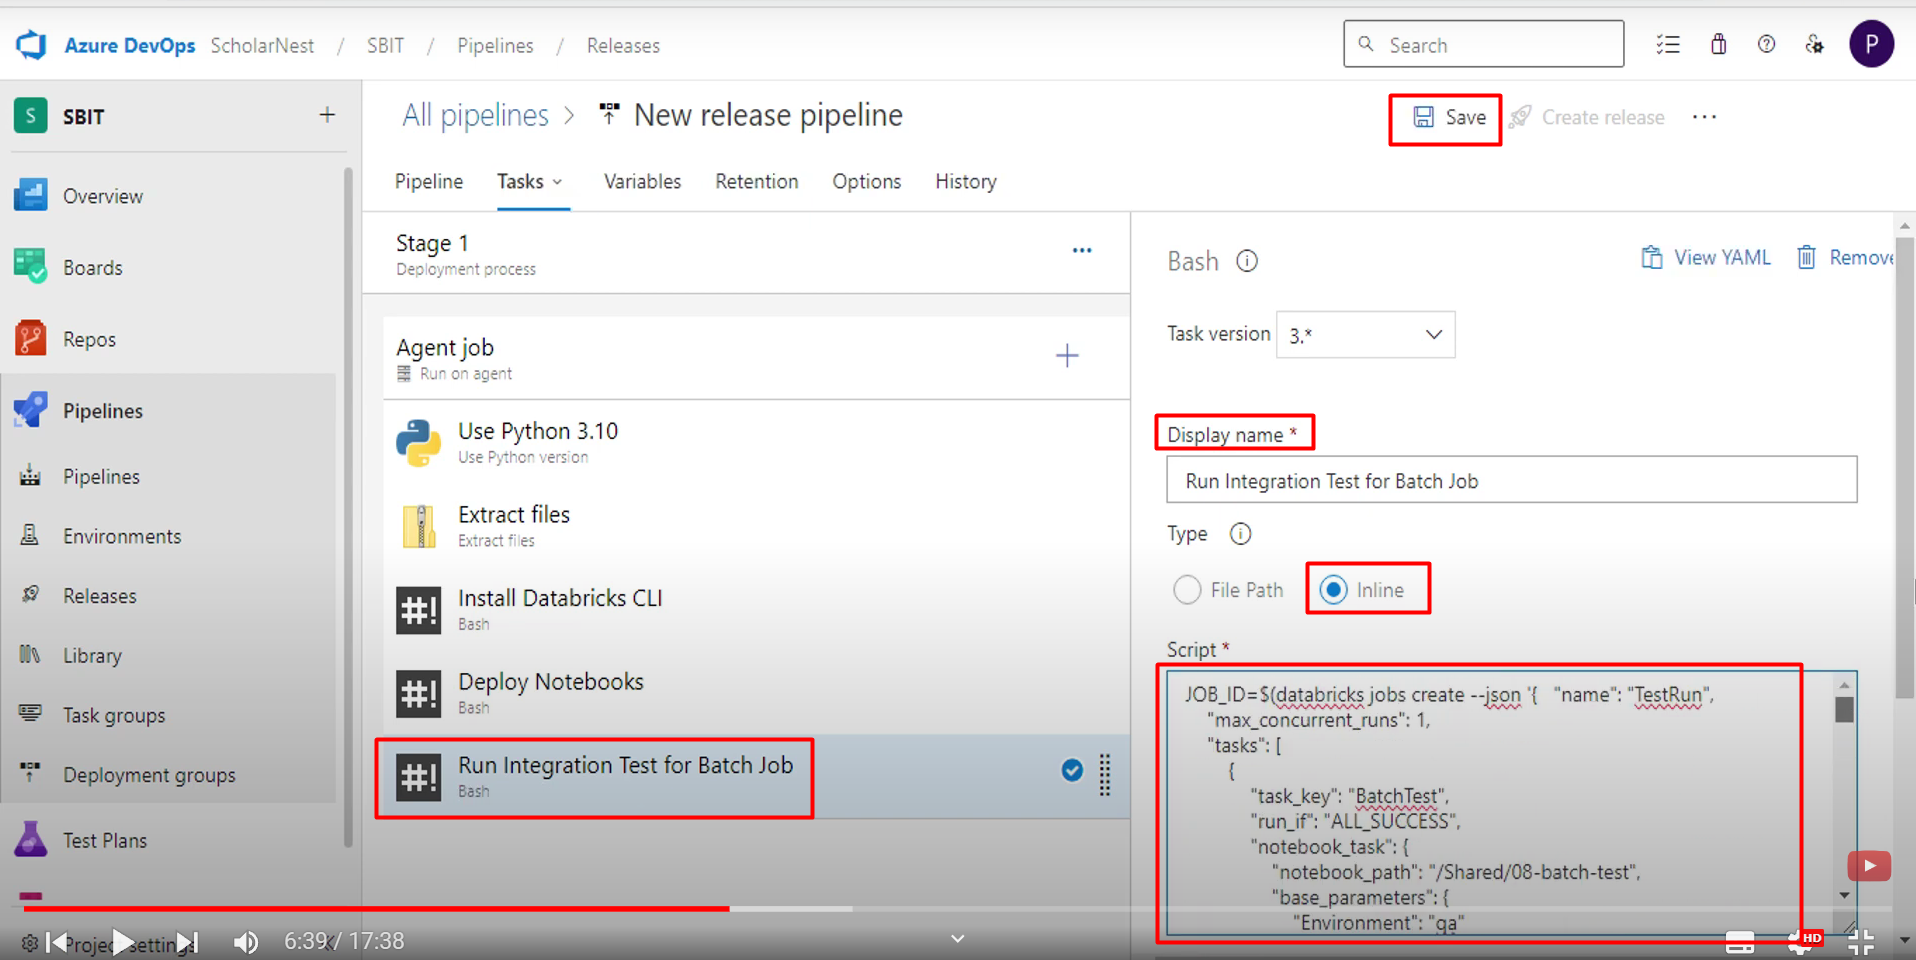 Azure DevOps ScholarNest / SBIT / Pipelines / Releases
Search
P
S SBIT +
Overview
Boards
Repos
Pipelines
Pipelines
Environments
Releases
Library
Task groups
Deployment groups
Test Plans
Project settings
All pipelines > New release pipeline
Save
Create release
...
Pipeline Tasks Variables Retention Options History
Stage 1
Deployment process
Agent job
Run on agent
Use Python 3.10
Use Python version
Extract files
Extract files
#! Install Databricks CLI
Bash
#! Deploy Notebooks
Bash
#! Run Integration Test for Batch Job
Bash
Bash
View YAML
Remove
Task version 3.*
Display name *
Run Integration Test for Batch Job
Type
File Path
Inline
Script *
JOB_ID=$(databricks jobs create --json '{ "name": "TestRun",
"max_concurrent_runs": 1,
"tasks": [
{
"task_key": "BatchTest",
"run_if": "ALL_SUCCESS",
"notebook_task": {
"notebook_path": "/Shared/08-batch-test",
"base_parameters": {
"Environment": "qa"
6:39 / 17:38
HD